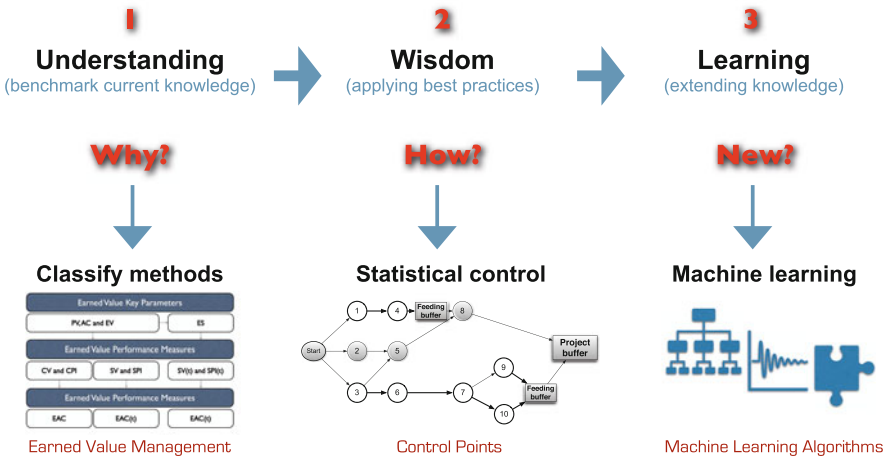 1
2
3
Understanding
Wisdom
Learning
(benchmark current knowledge)
(applying best practices)
(extending knowledge)
Why?
How?
New?
Classify methods
Statistical control
Machine learning
Earned Value Key Parameters
PV,AC and EV
ES
Earned Value Performance Measures
CV and CPI
SV and SPI
SV(t) and SPI(t)
Earned Value Performance Measures
EAC
EAC(t)
EAC(t)
Start
1
4
Feeding
buffer
8
2
5
Project
buffer
3
6
7
9
Feeding
buffer
10
Earned Value Management
Control Points
Machine Learning Algorithms